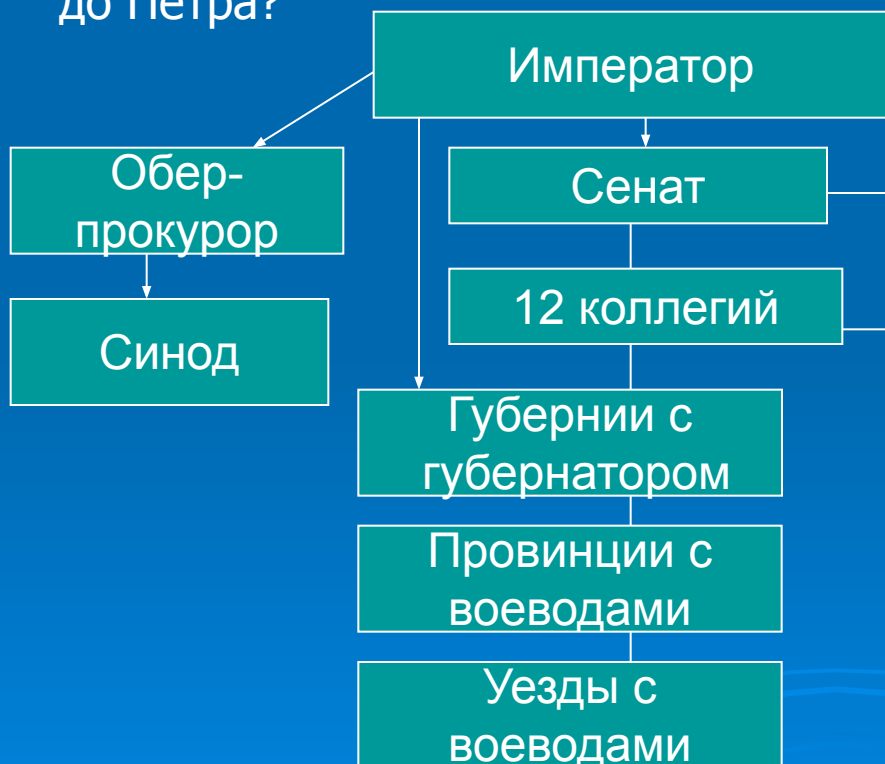 до Петра?
Император
Обер-
прокурор
Сенат
12 коллегий
Синод
Губернии с
губернатором
Провинции с
воеводами
Уезды с
воеводами